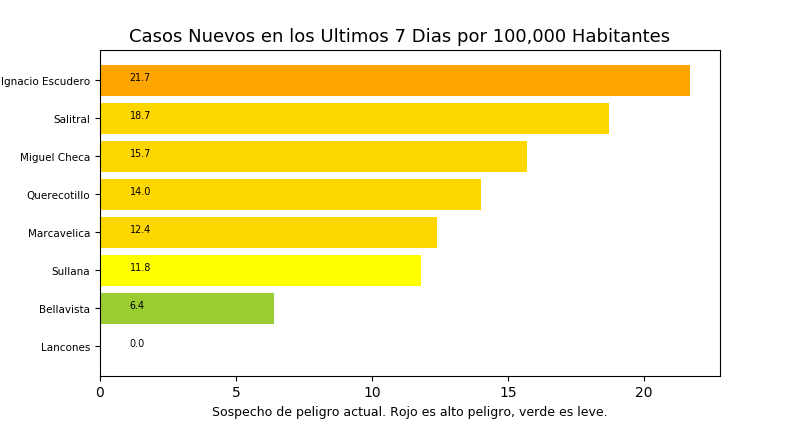 Casos Nuevos en los Ultimos 7 Dias por 100,000 Habitantes
Ignacio Escudero 21.7
Salitral 18.7
Miguel Checa 15.7
Querecotillo 14.0
Marcavelica 12.4
Sullana 11.8
Bellavista 6.4
Lancones 0.0
0 5 10 15 20
Sospecho de peligro actual. Rojo es alto peligro, verde es leve.